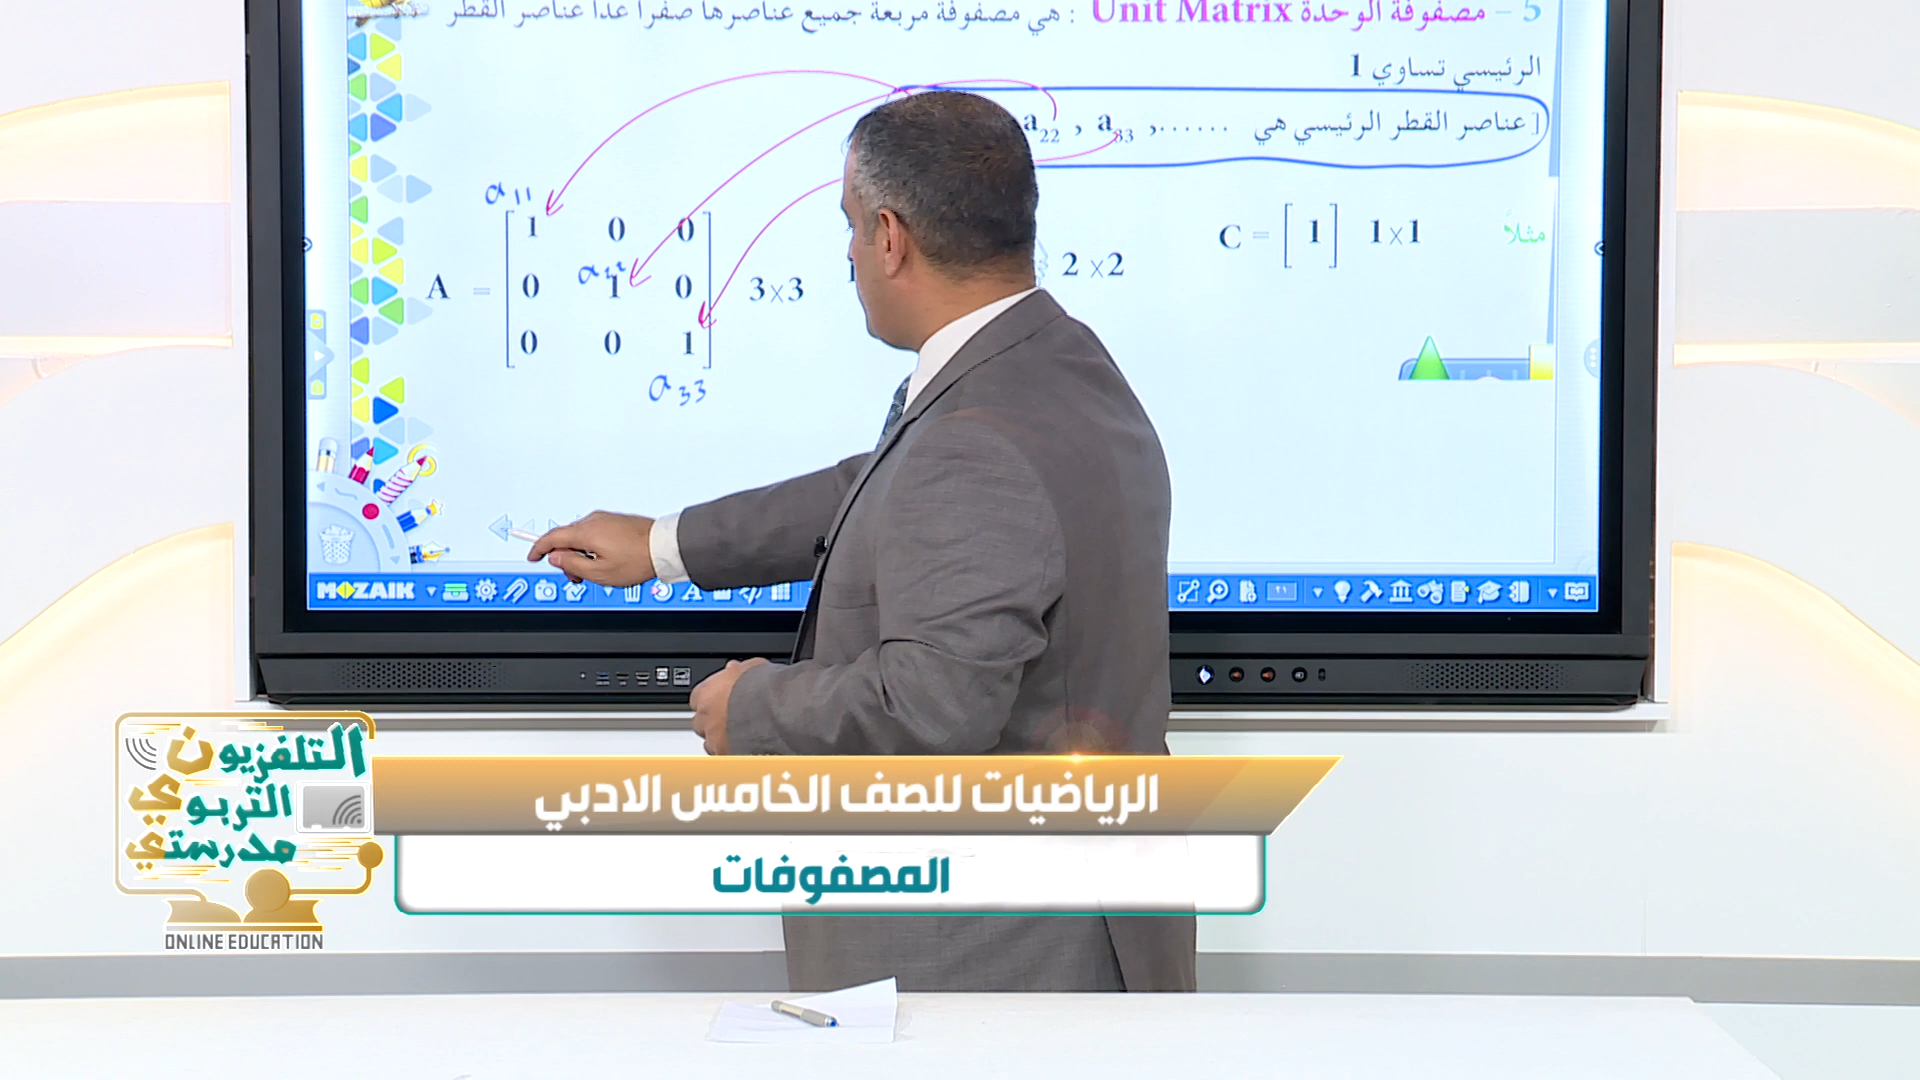 5 – مصفوفة الوحدة Unit Matrix : هي مصفوفة مربعة جميع عناصرها صفراً عدا عناصر القطر
الرئيسي تساوي 1
[ عناصر القطر الرئيسي هي a22 , a33 ,......
مثلاً
C = [ 1 ] 1×1
2 ×2
a11
A = [ 1 0 0
a22
0 1 0
0 0 1 ] 3×3
a33
MOZAIK
التلفزيون
التربوي
مدرستي
ONLINE EDUCATION
الرياضيات للصف الخامس الادبي
المصفوفات